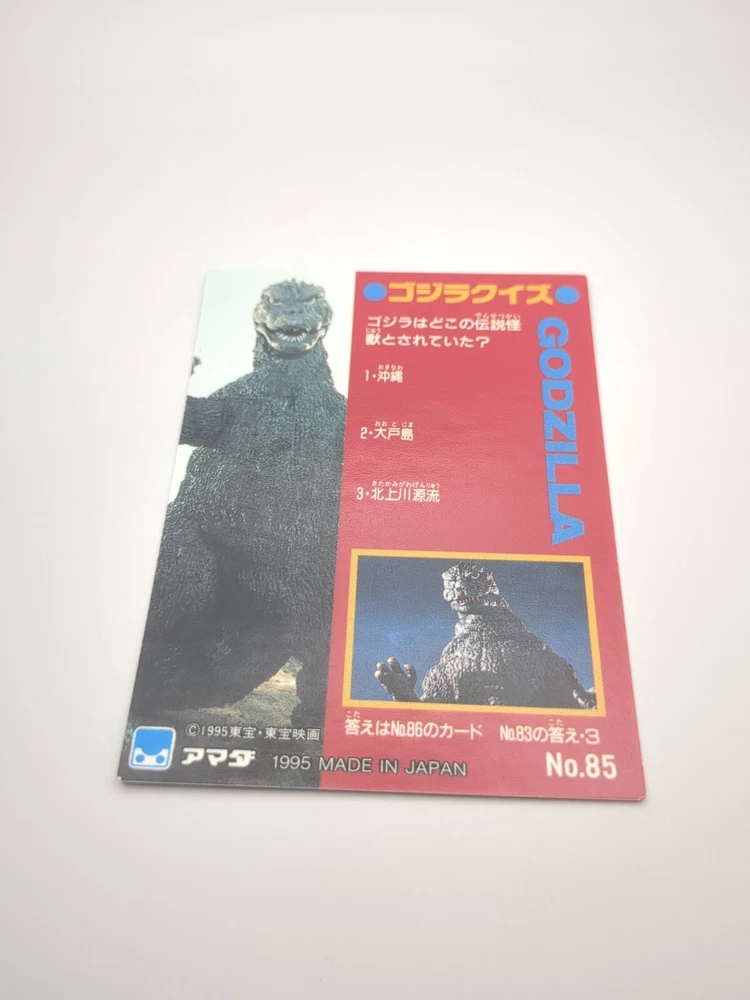 ゴジラクイズ
GODZILLA
ゴジラはどこの伝説怪
獣とされていた？
1・沖縄
2・大戸島
3・北上川源流
答えはNo.86のカード No.83の答え・3
No.85
©1995東宝・東宝映画
アマダ 1995 MADE IN JAPAN